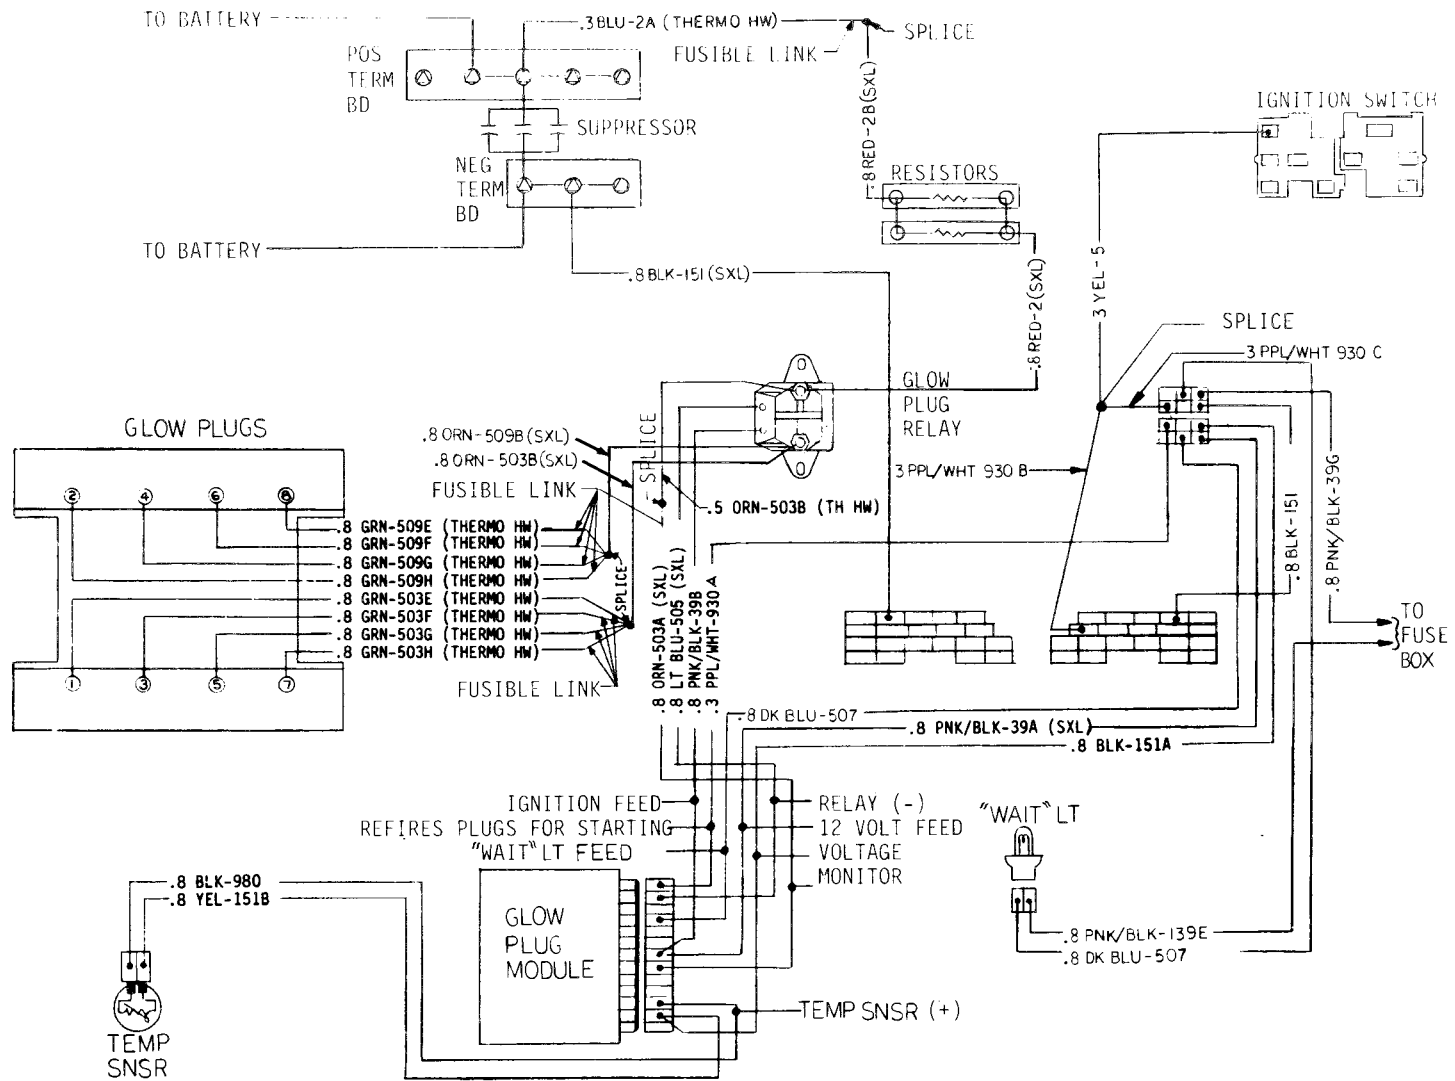 TO BATTERY
.3 BLU-2A (THERMO HW)
FUSIBLE LINK
SPLICE
POS
TERM
BD
SUPPRESSOR
NEG
TERM
BD
TO BATTERY
.8 BLK-151 (SXL)
.8 RED-2B (SXL)
RESISTORS
.8 RED-2 (SXL)
IGNITION SWITCH
3 YEL-5
SPLICE
3 PPL/WHT 930 C
GLOW
PLUG
RELAY
3 PPL/WHT 930 B
GLOW PLUGS
.8 ORN-509B (SXL)
.8 ORN-503B (SXL)
FUSIBLE LINK
SPLICE
.5 ORN-503B (TH HW)
2
4
6
8
.8 GRN-509E (THERMO HW)
.8 GRN-509F (THERMO HW)
.8 GRN-509G (THERMO HW)
.8 GRN-509H (THERMO HW)
.8 GRN-503E (THERMO HW)
.8 GRN-503F (THERMO HW)
.8 GRN-503G (THERMO HW)
.8 GRN-503H (THERMO HW)
1
3
5
7
SPLICE
FUSIBLE LINK
.8 ORN-503A (SXL)
.8 LT BLU-505 (SXL)
.8 PNK/BLK-39B
.3 PPL/WHT-930 A
.8 BLK-151
.8 PNK/BLK-39G
TO
FUSE
BOX
.8 DK BLU-507
.8 PNK/BLK-39A (SXL)
.8 BLK-151A
IGNITION FEED
REFIRES PLUGS FOR STARTING
"WAIT" LT FEED
RELAY (-)
12 VOLT FEED
VOLTAGE
MONITOR
"WAIT" LT
.8 BLK-980
.8 YEL-151B
GLOW
PLUG
MODULE
.8 PNK/BLK-139E
.8 DK BLU-507
TEMP SNSR (+)
TEMP
SNSR